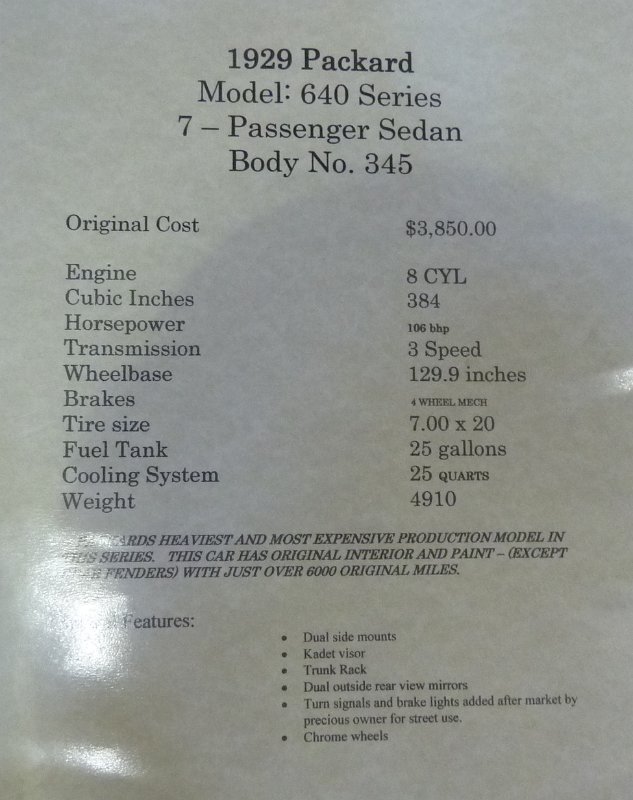 1929 Packard
Model: 640 Series
7 – Passenger Sedan
Body No. 345
Original Cost $3,850.00
Engine 8 CYL
Cubic Inches 384
Horsepower 106 bhp
Transmission 3 Speed
Wheelbase 129.9 inches
Brakes 4 WHEEL MECH
Tire size 7.00 x 20
Fuel Tank 25 gallons
Cooling System 25 QUARTS
Weight 4910
HEAVIEST AND MOST EXPENSIVE PRODUCTION MODEL IN
THIS SERIES. THIS CAR HAS ORIGINAL INTERIOR AND PAINT – (EXCEPT
FENDERS) WITH JUST OVER 6000 ORIGINAL MILES.
Features:
• Dual side mounts
• Kadet visor
• Trunk Rack
• Dual outside rear view mirrors
• Turn signals and brake lights added after market by
precious owner for street use.
• Chrome wheels